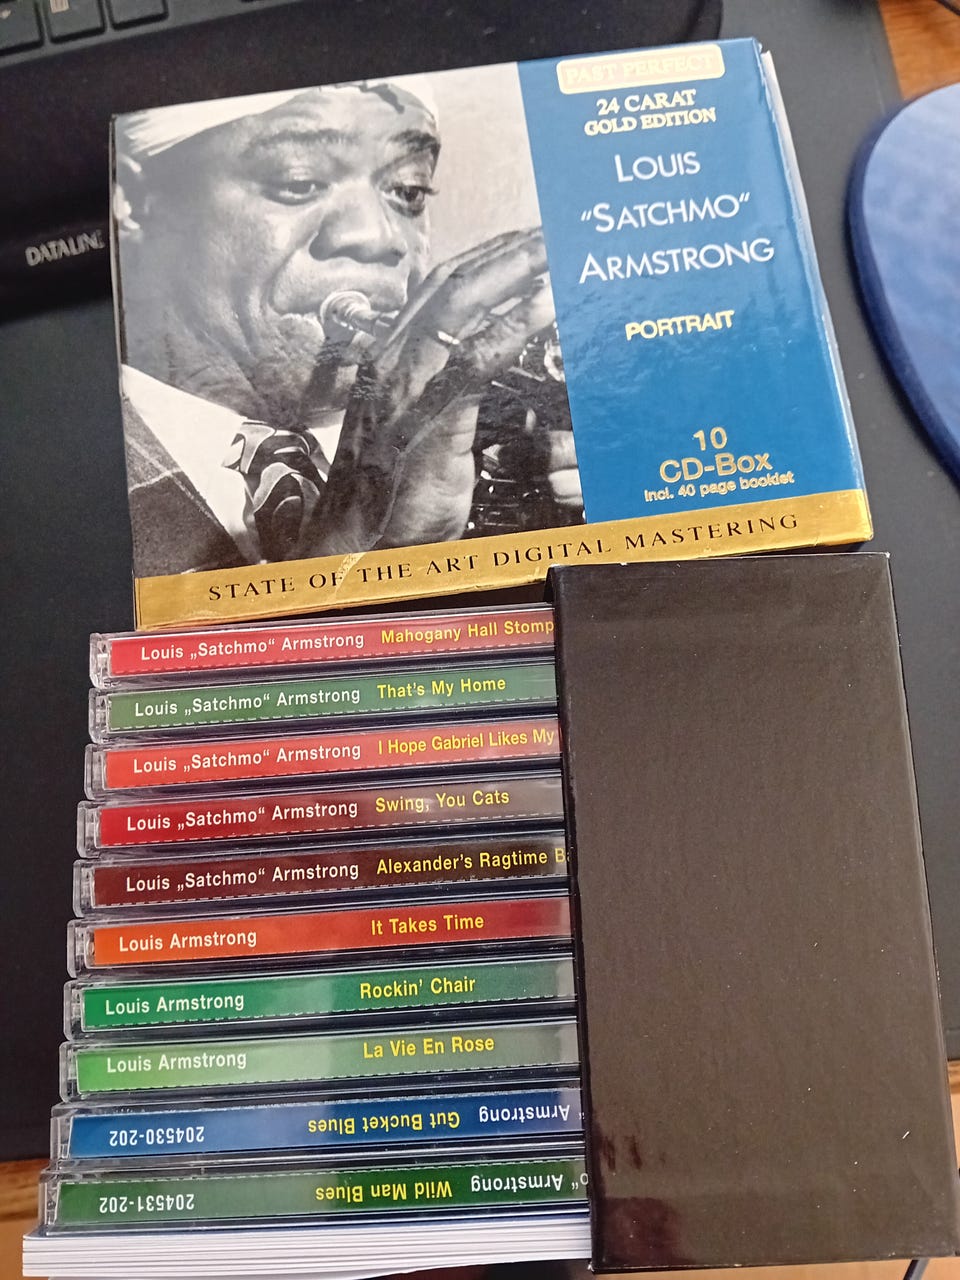 DATALINE
PAST PERFECT
24 CARAT
GOLD EDITION
LOUIS
"SATCHMO"
ARMSTRONG
PORTRAIT
10
CD-BOX
incl. 40 page booklet
STATE OF THE ART DIGITAL MASTERING
Louis „Satchmo“ Armstrong Mahogany Hall Stomp
Louis „Satchmo“ Armstrong That's My Home
Louis „Satchmo“ Armstrong I Hope Gabriel Likes My
Louis „Satchmo“ Armstrong Swing, You Cats
Louis „Satchmo“ Armstrong Alexander's Ragtime B
Louis Armstrong It Takes Time
Louis Armstrong Rockin' Chair
Louis Armstrong La Vie En Rose
“ Armstrong Gut Bucket Blues 204530-202
o“ Armstrong Wild Man Blues 204531-202